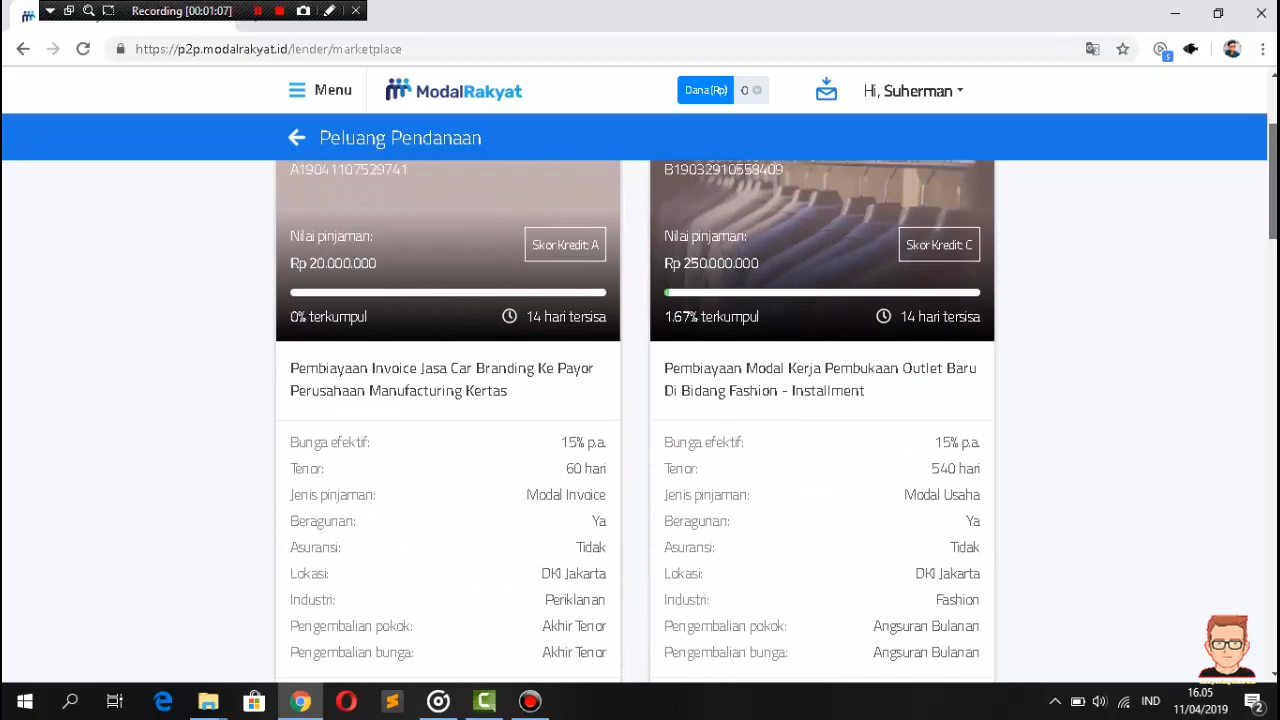 Recording [00:01:07]
https://p2p.modalrakyat.id/lender/marketplace
5
Menu
ModalRakyat
Dana (Rp) 0
Hi, Suherman
Peluang Pendanaan
A19041107529741
Nilai pinjaman:
Rp 20.000.000
Skor Kredit: A
0% terkumpul
14 hari tersisa
Pembiayaan Invoice Jasa Car Branding Ke Payor
Perusahaan Manufacturing Kertas
Bunga efektif: 15% p.a.
Tenor: 60 hari
Jenis pinjaman: Modal Invoice
Beragunan: Ya
Asuransi: Tidak
Lokasi: DKI Jakarta
Industri: Periklanan
Pengembalian pokok: Akhir Tenor
Pengembalian bunga: Akhir Tenor
B19032910558409
Nilai pinjaman:
Rp 250.000.000
Skor Kredit: C
1.67% terkumpul
14 hari tersisa
Pembiayaan Modal Kerja Pembukaan Outlet Baru
Di Bidang Fashion - Installment
Bunga efektif: 15% p.a.
Tenor: 540 hari
Jenis pinjaman: Modal Usaha
Beragunan: Ya
Asuransi: Tidak
Lokasi: DKI Jakarta
Industri: Fashion
Pengembalian pokok: Angsuran Bulanan
Pengembalian bunga: Angsuran Bulanan
IND
16.05
11/04/2019
2